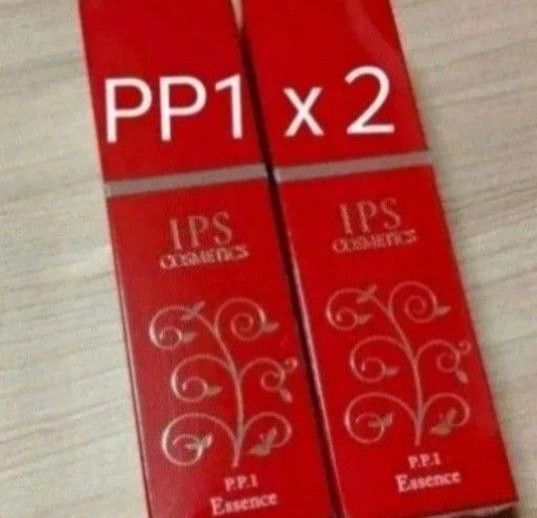 PP1 x 2
IPS
COSMETICS
P.P.1
Essence
IPS
COSMETICS
P.P.1
Essence